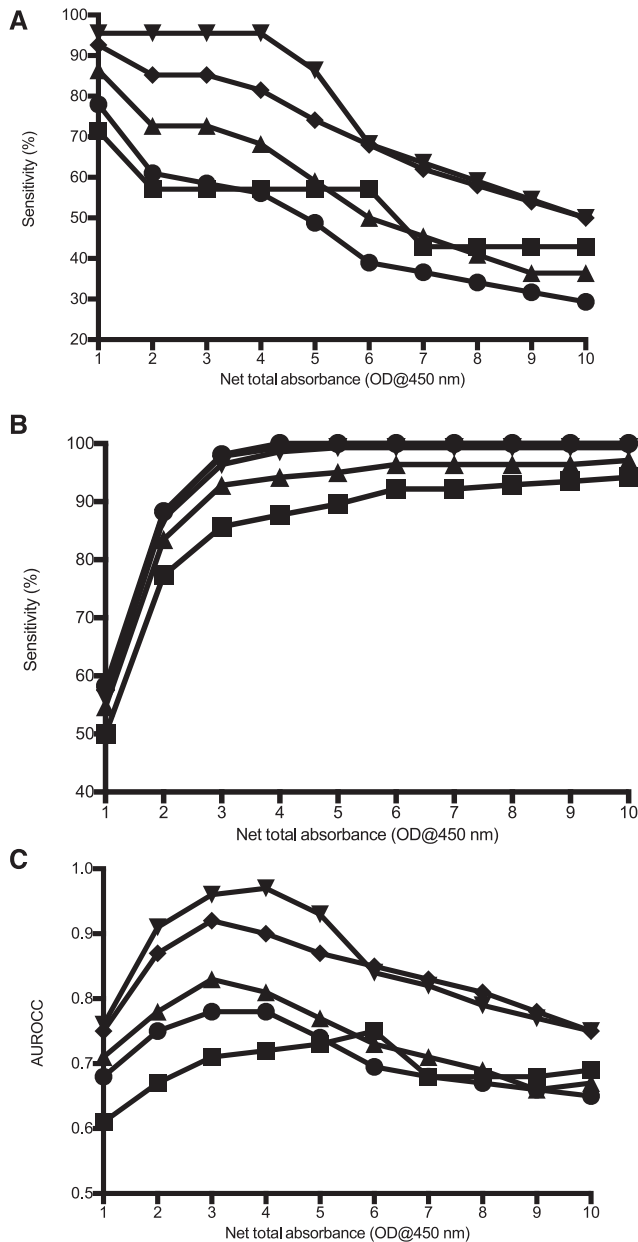 A
100
90
80
70
60
50
40
30
20
Sensitivity (%)
1 2 3 4 5 6 7 8 9 10
Net total absorbance (OD@450 nm)
B
100
90
80
70
60
50
40
Sensitivity (%)
1 2 3 4 5 6 7 8 9 10
Net total absorbance (OD@450 nm)
C
1.0
0.9
0.8
0.7
0.6
0.5
AUROCC
1 2 3 4 5 6 7 8 9 10
Net total absorbance (OD@450 nm)